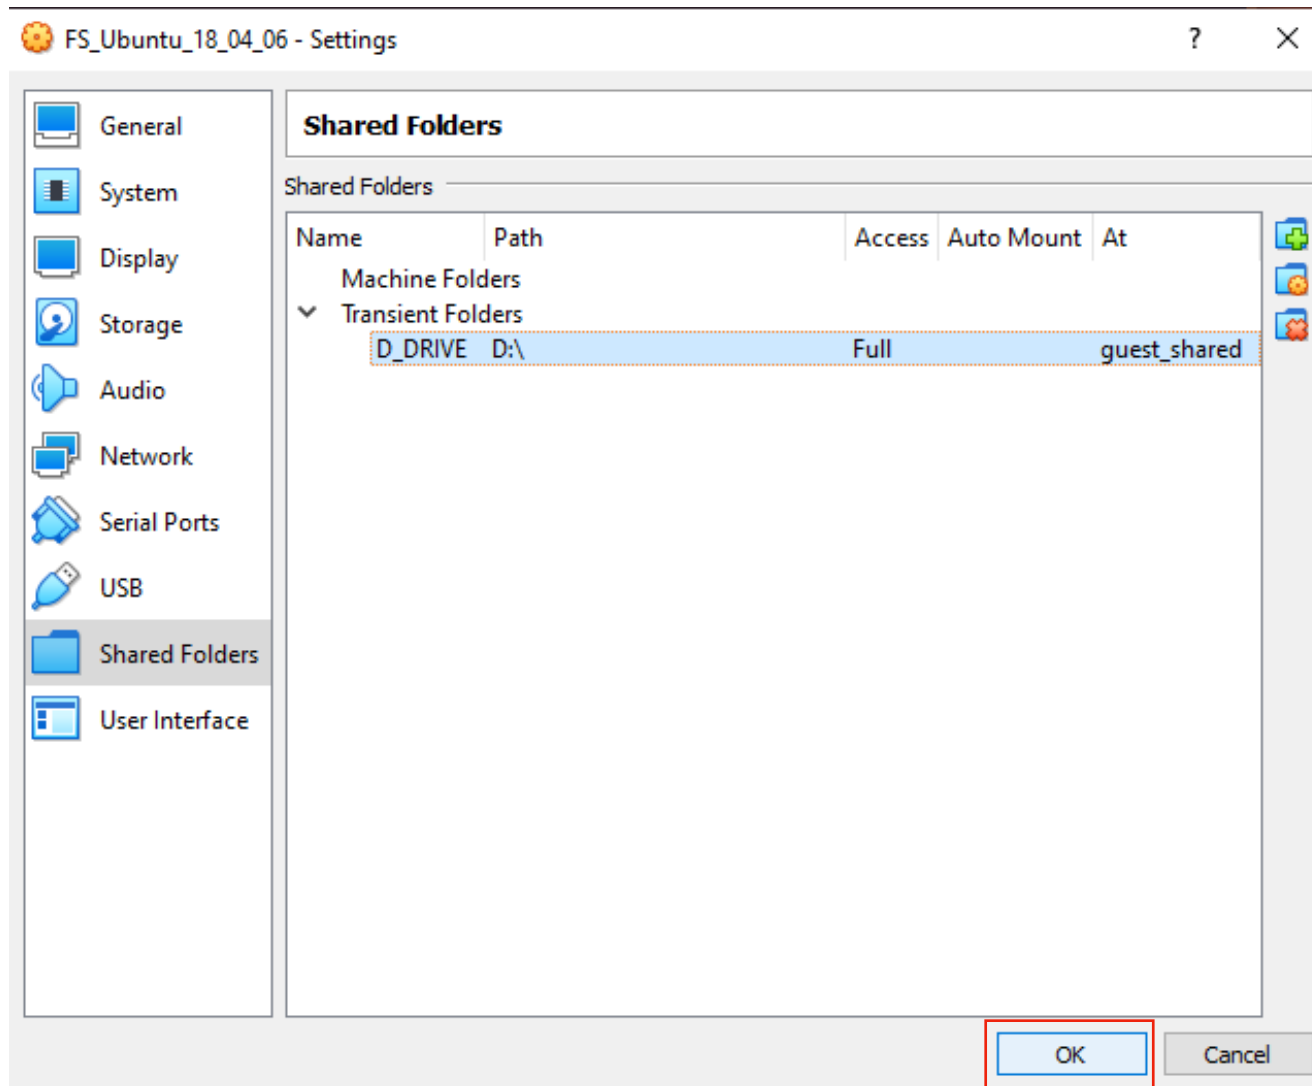 FS_Ubuntu_18_04_06 - Settings ?
General
System
Display
Storage
Audio
Network
Serial Ports
USB
Shared Folders
User Interface
Shared Folders
Shared Folders
Name Path Access Auto Mount At
Machine Folders
Transient Folders
D_DRIVE D:\ Full guest_shared
OK Cancel